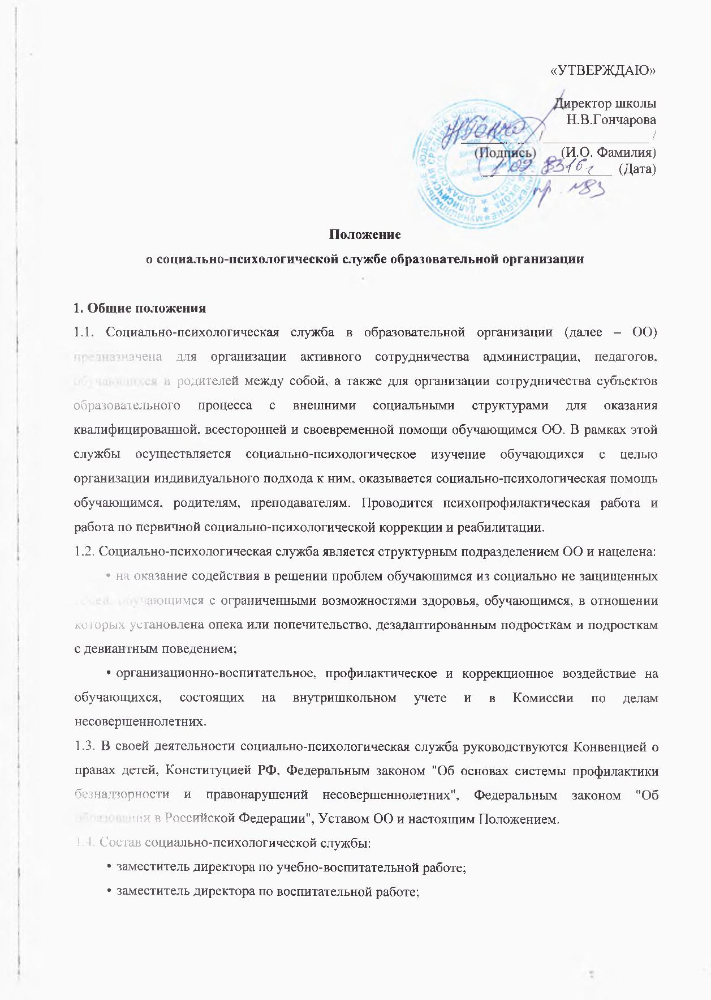 «УТВЕРЖДАЮ»
Директор школы
Н.В.Гончарова
/ /
(Подпись) (И.О. Фамилия)
(Дата)
пр. №83
Положение
о социально-психологической службе образовательной организации
1. Общие положения
1.1. Социально-психологическая служба в образовательной организации (далее – ОО)
предназначена для организации активного сотрудничества администрации, педагогов,
обучающихся и родителей между собой, а также для организации сотрудничества субъектов
образовательного процесса с внешними социальными структурами для оказания
квалифицированной, всесторонней и своевременной помощи обучающимся ОО. В рамках этой
службы осуществляется социально-психологическое изучение обучающихся с целью
организации индивидуального подхода к ним, оказывается социально-психологическая помощь
обучающимся, родителям, преподавателям. Проводится психопрофилактическая работа и
работа по первичной социально-психологической коррекции и реабилитации.
1.2. Социально-психологическая служба является структурным подразделением ОО и нацелена:
• на оказание содействия в решении проблем обучающимся из социально не защищенных
семей, обучающимся с ограниченными возможностями здоровья, обучающимся, в отношении
которых установлена опека или попечительство, дезадаптированным подросткам и подросткам
с девиантным поведением;
• организационно-воспитательное, профилактическое и коррекционное воздействие на
обучающихся, состоящих на внутришкольном учете и в Комиссии по делам
несовершеннолетних.
1.3. В своей деятельности социально-психологическая служба руководствуются Конвенцией о
правах детей, Конституцией РФ, Федеральным законом "Об основах системы профилактики
безнадзорности и правонарушений несовершеннолетних", Федеральным законом "Об
образовании в Российской Федерации", Уставом ОО и настоящим Положением.
1.4. Состав социально-психологической службы:
• заместитель директора по учебно-воспитательной работе;
• заместитель директора по воспитательной работе;